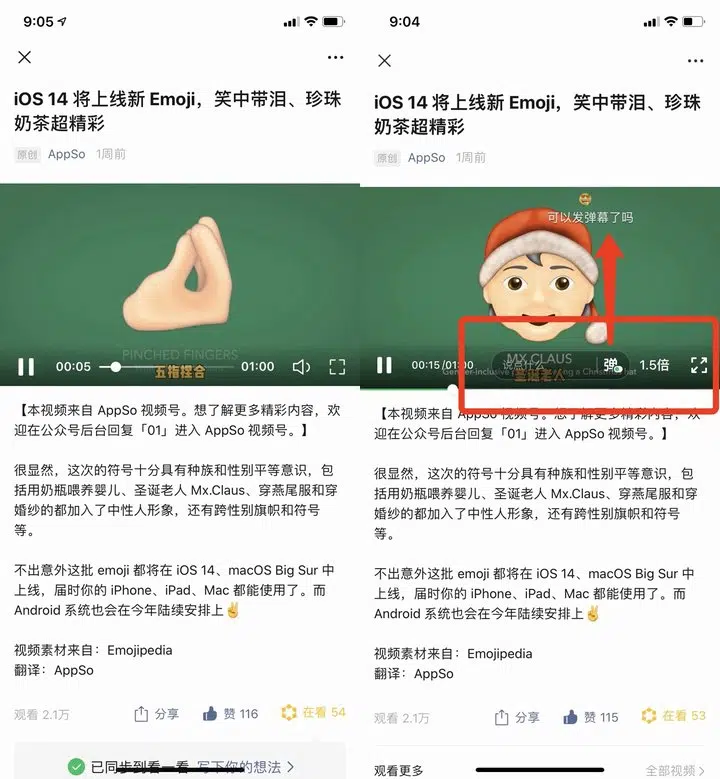 9:05
iOS 14 将上线新 Emoji，笑中带泪、珍珠
奶茶超精彩
原创 AppSo 1周前
PINCHED FINGERS
00:05 01:00
五指捏合
【本视频来自 AppSo 视频号。想了解更多精彩内容，欢
迎在公众号后台回复「01」进入 AppSo 视频号。】
很显然，这次的符号十分具有种族和性别平等意识，包
括用奶瓶喂养婴儿、圣诞老人 Mx.Claus、穿燕尾服和穿
婚纱的都加入了中性人形象，还有跨性别旗帜和符号
等。
不出意外这批 emoji 都将在 iOS 14、macOS Big Sur 中
上线，届时你的 iPhone、iPad、Mac 都能使用了。而
Android 系统也会在今年陆续安排上✌
视频素材来自：Emojipedia
翻译：AppSo
观看 2.1万 分享 赞 116 在看 54
已同步到看一看 写下你的想法
9:04
iOS 14 将上线新 Emoji，笑中带泪、珍珠
奶茶超精彩
原创 AppSo 1周前
可以发弹幕了吗
MX.CLAUS
00:15/01:00 说点什么 弹 1.5倍
Gender-inclusive
圣诞老人
【本视频来自 AppSo 视频号。想了解更多精彩内容，欢
迎在公众号后台回复「01」进入 AppSo 视频号。】
很显然，这次的符号十分具有种族和性别平等意识，包
括用奶瓶喂养婴儿、圣诞老人 Mx.Claus、穿燕尾服和穿
婚纱的都加入了中性人形象，还有跨性别旗帜和符号
等。
不出意外这批 emoji 都将在 iOS 14、macOS Big Sur 中
上线，届时你的 iPhone、iPad、Mac 都能使用了。而
Android 系统也会在今年陆续安排上✌
视频素材来自：Emojipedia
翻译：AppSo
观看 2.1万 分享 赞 115 在看 53
观看更多 全部视频